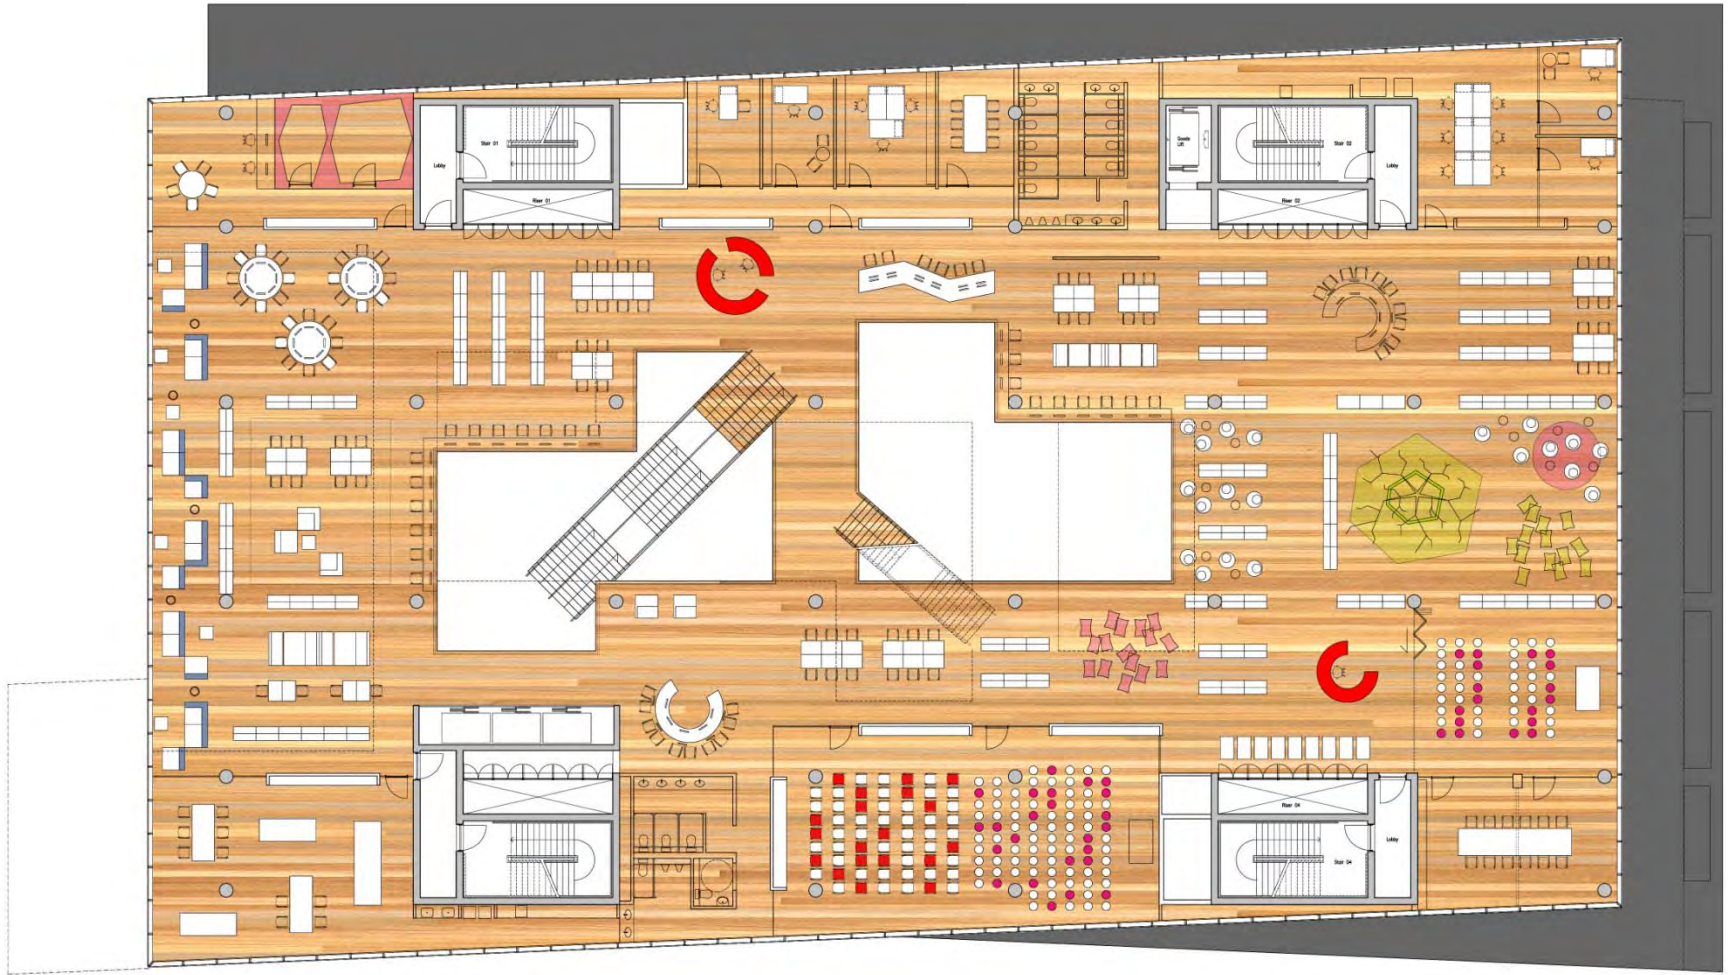 Stair 01
Lobby
Riser 01
Goods
Lift
Stair 02
Lobby
Riser 02
Riser 04
Lobby
Stair 04